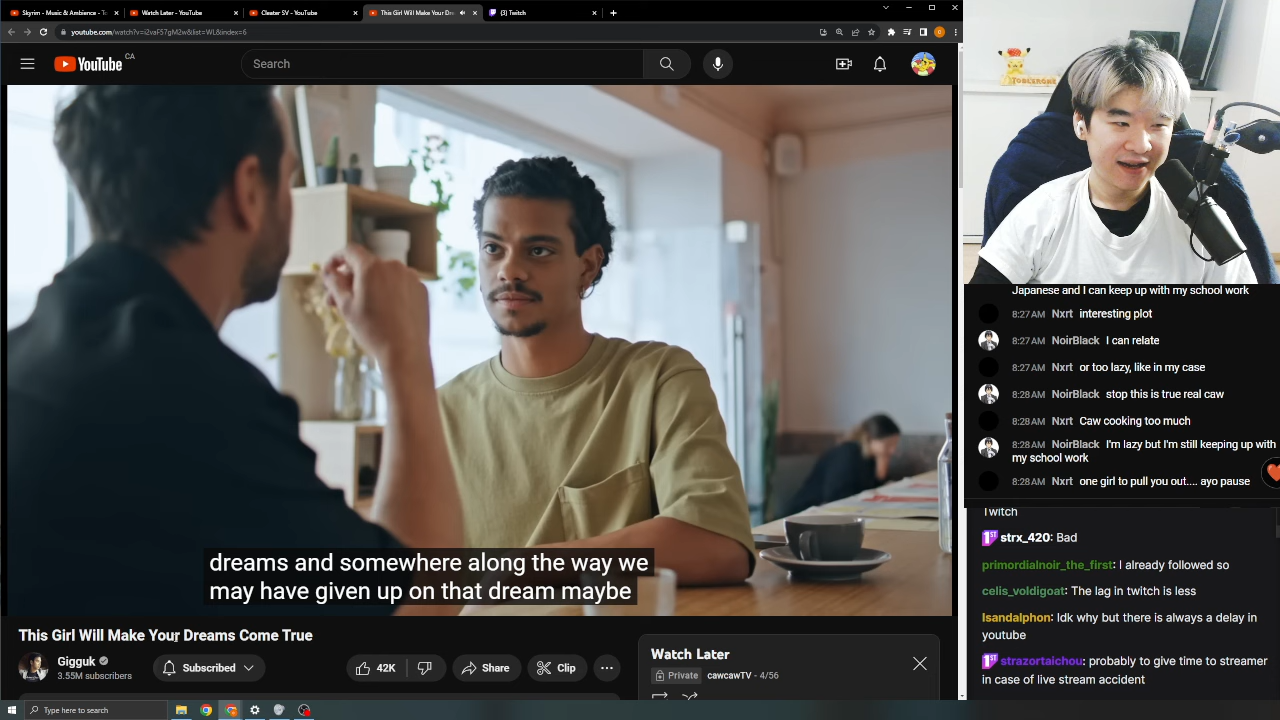 Skyrim - Music & Ambience - To
Watch Later - YouTube
Cleater SV - YouTube
This Girl Will Make Your Dre
(3) Twitch
youtube.com/watch?v=i2vaF57gM2w&list=WL&index=6
YouTube CA
Search
TOBLERONE
dreams and somewhere along the way we
may have given up on that dream maybe
This Girl Will Make Your Dreams Come True
Gigguk
3.55M subscribers
Subscribed
42K
Share
Clip
Watch Later
Private
cawcawTV - 4/56
Japanese and I can keep up with my school work
8:27 AM Nxrt interesting plot
8:27 AM NoirBlack I can relate
8:27 AM Nxrt or too lazy, like in my case
8:28 AM NoirBlack stop this is true real caw
8:28 AM Nxrt Caw cooking too much
8:28 AM NoirBlack I'm lazy but I'm still keeping up with
my school work
8:28 AM Nxrt one girl to pull you out.... ayo pause
Twitch
1ST strx_420: Bad
primordialnoir_the_first: I already followed so
celis_voldigoat: The lag in twitch is less
Isandalphon: Idk why but there is always a delay in
youtube
1ST strazortaichou: probably to give time to streamer
in case of live stream accident
Type here to search